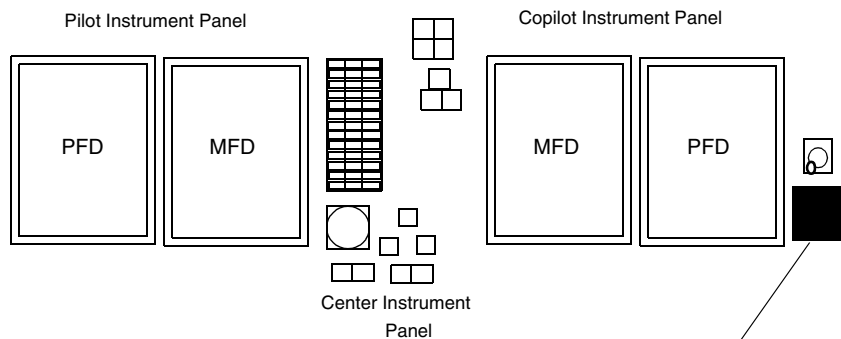 Pilot Instrument Panel
Copilot Instrument Panel
PFD
MFD
MFD
PFD
Center Instrument
Panel